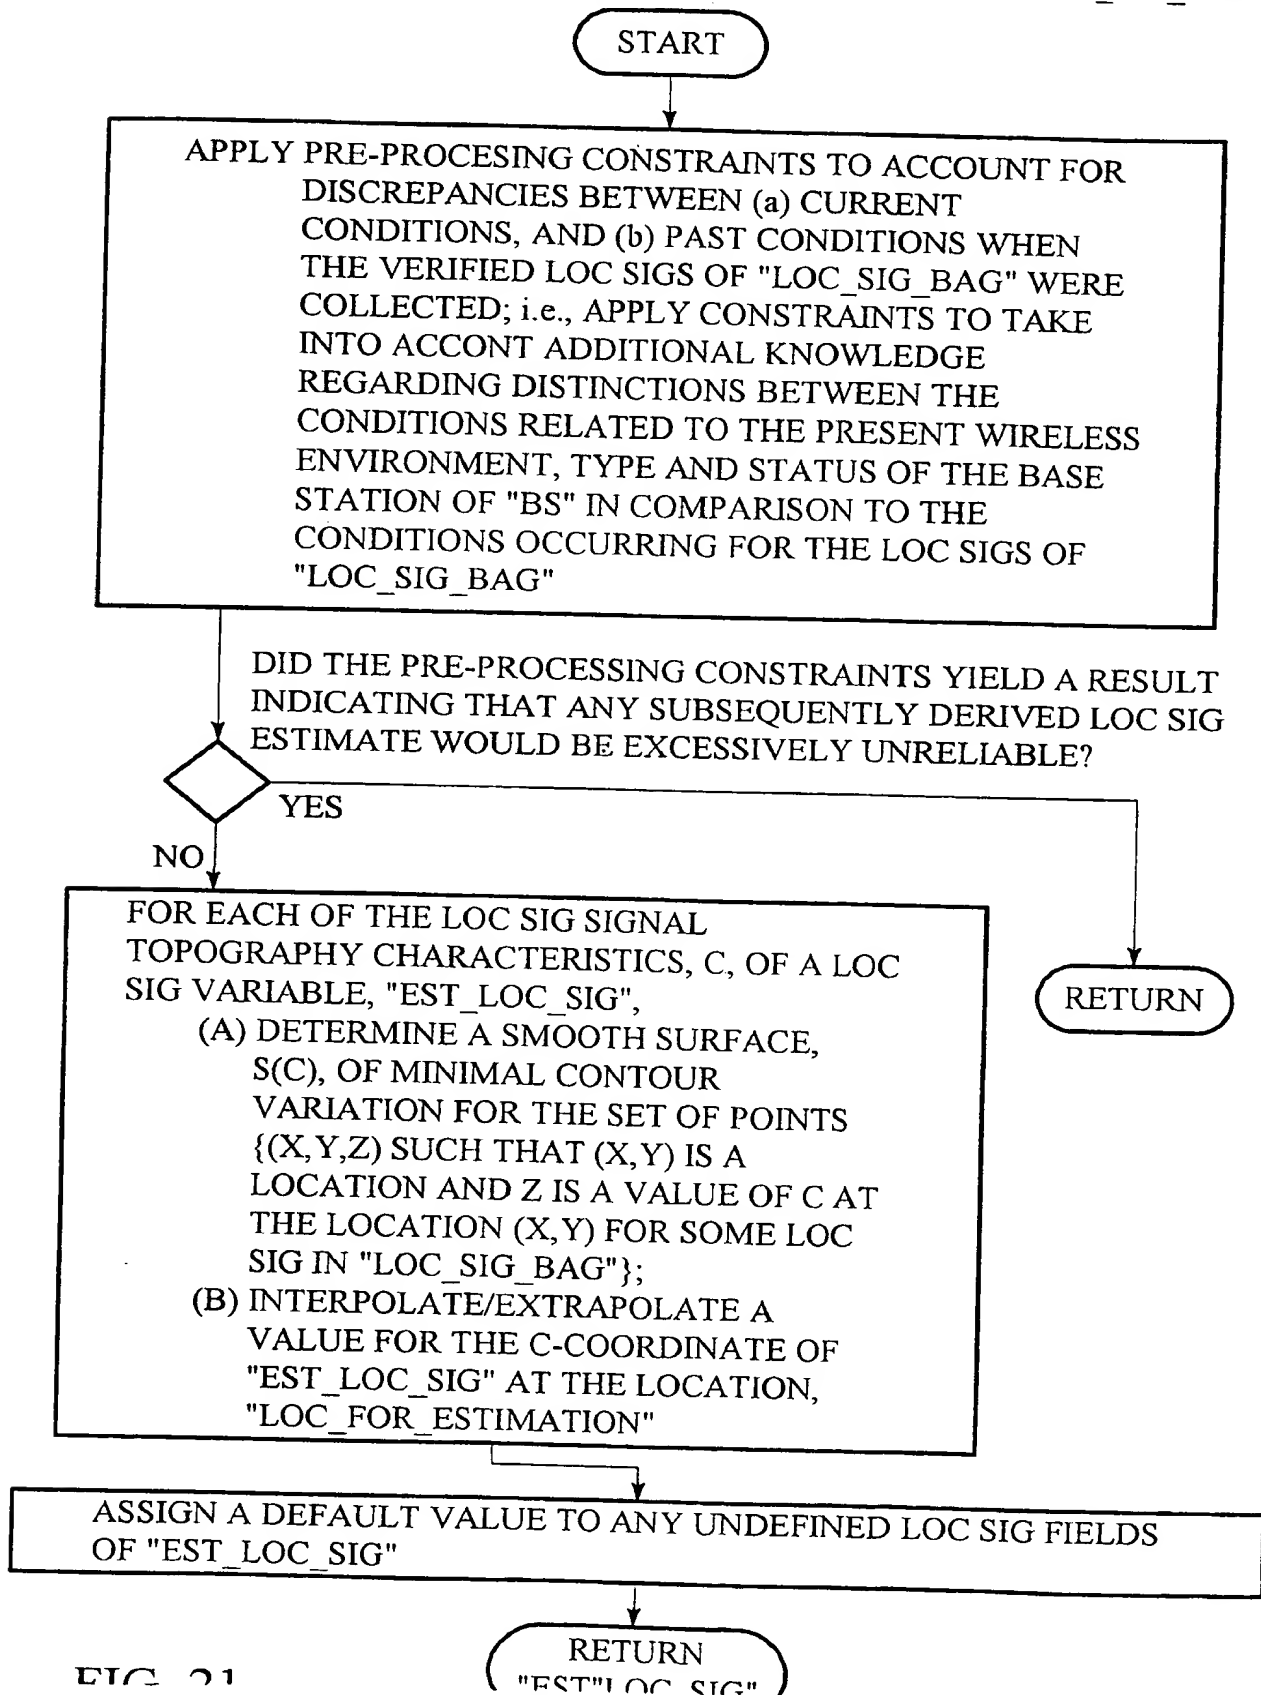 START
APPLY PRE-PROCESING CONSTRAINTS TO ACCOUNT FOR
DISCREPANCIES BETWEEN (a) CURRENT
CONDITIONS, AND (b) PAST CONDITIONS WHEN
THE VERIFIED LOC SIGS OF "LOC_SIG_BAG" WERE
COLLECTED; i.e., APPLY CONSTRAINTS TO TAKE
INTO ACCONT ADDITIONAL KNOWLEDGE
REGARDING DISTINCTIONS BETWEEN THE
CONDITIONS RELATED TO THE PRESENT WIRELESS
ENVIRONMENT, TYPE AND STATUS OF THE BASE
STATION OF "BS" IN COMPARISON TO THE
CONDITIONS OCCURRING FOR THE LOC SIGS OF
"LOC_SIG_BAG"
DID THE PRE-PROCESSING CONSTRAINTS YIELD A RESULT
INDICATING THAT ANY SUBSEQUENTLY DERIVED LOC SIG
ESTIMATE WOULD BE EXCESSIVELY UNRELIABLE?
YES
NO
FOR EACH OF THE LOC SIG SIGNAL
TOPOGRAPHY CHARACTERISTICS, C, OF A LOC
SIG VARIABLE, "EST_LOC_SIG",
(A) DETERMINE A SMOOTH SURFACE,
S(C), OF MINIMAL CONTOUR
VARIATION FOR THE SET OF POINTS
{(X,Y,Z) SUCH THAT (X,Y) IS A
LOCATION AND Z IS A VALUE OF C AT
THE LOCATION (X,Y) FOR SOME LOC
SIG IN "LOC_SIG_BAG"};
(B) INTERPOLATE/EXTRAPOLATE A
VALUE FOR THE C-COORDINATE OF
"EST_LOC_SIG" AT THE LOCATION,
"LOC_FOR_ESTIMATION"
RETURN
ASSIGN A DEFAULT VALUE TO ANY UNDEFINED LOC SIG FIELDS
OF "EST_LOC_SIG"
RETURN
"EST"LOC_SIG"
FIG. 21